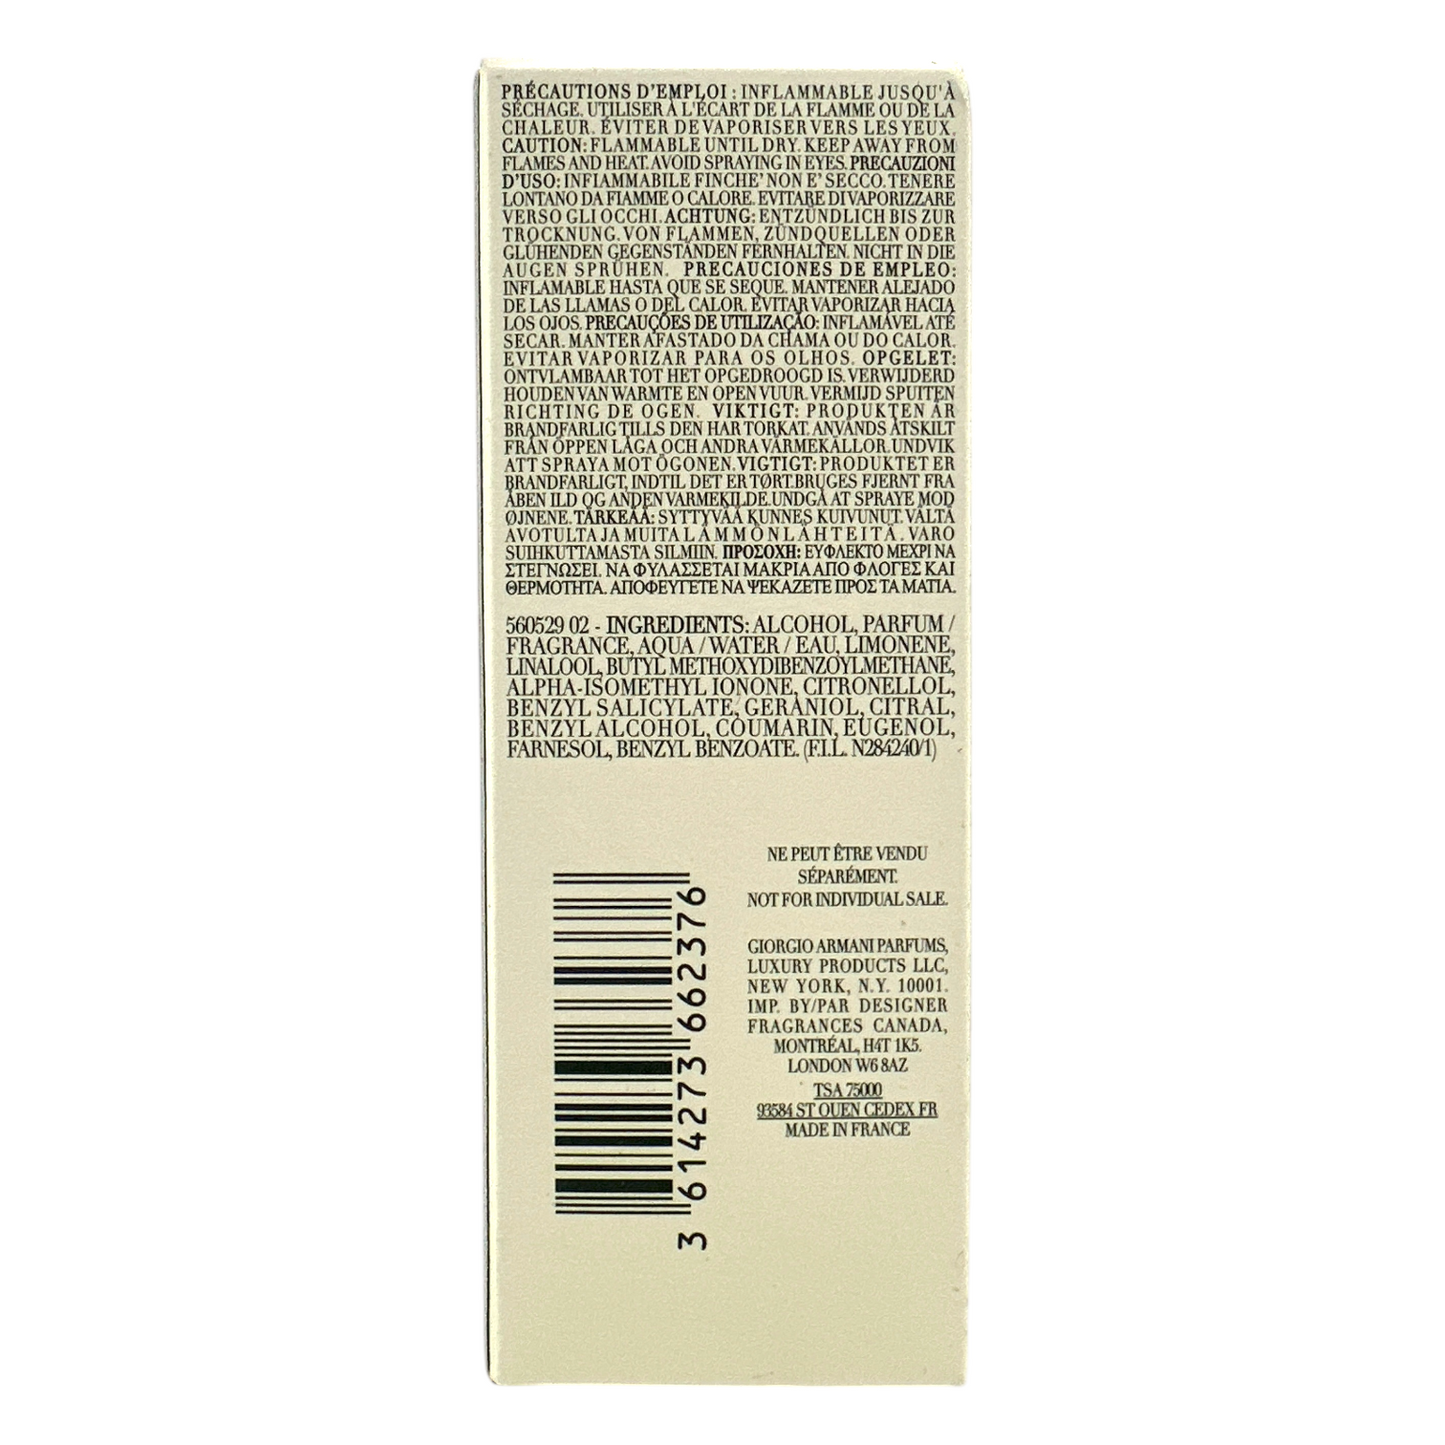 PRÉCAUTIONS D'EMPLOI : INFLAMMABLE JUSQU'À
SÉCHAGE. UTILISER À L'ÉCART DE LA FLAMME OU DE LA
CHALEUR. ÉVITER DE VAPORISER VERS LES YEUX.
CAUTION: FLAMMABLE UNTIL DRY. KEEP AWAY FROM
FLAMES AND HEAT. AVOID SPRAYING IN EYES. PRECAUZIONI
D'USO: INFIAMMABILE FINCHE' NON E' SECCO. TENERE
LONTANO DA FIAMME O CALORE. EVITARE DI VAPORIZZARE
VERSO GLI OCCHI. ACHTUNG: ENTZÜNDLICH BIS ZUR
TROCKNUNG. VON FLAMMEN, ZÜNDQUELLEN ODER
GLÜHENDEN GEGENSTÄNDEN FERNHALTEN. NICHT IN DIE
AUGEN SPRÜHEN. PRECAUCIONES DE EMPLEO:
INFLAMABLE HASTA QUE SE SEQUE. MANTENER ALEJADO
DE LAS LLAMAS O DEL CALOR. EVITAR VAPORIZAR HACIA
LOS OJOS. PRECAUÇÕES DE UTILIZAÇÃO: INFLAMÁVEL ATÉ
SECAR. MANTER AFASTADO DA CHAMA OU DO CALOR.
EVITAR VAPORIZAR PARA OS OLHOS. OPGELET:
ONTVLAMBAAR TOT HET OPGEDROOGD IS. VERWIJDERD
HOUDEN VAN WARMTE EN OPEN VUUR. VERMIJD SPUITEN
RICHTING DE OGEN. VIKTIGT: PRODUKTEN ÄR
BRANDFARLIG TILLS DEN HAR TORKAT. ANVÄNDS ÅTSKILT
FRÅN ÖPPEN LÅGA OCH ANDRA VÄRMEKÄLLOR. UNDVIK
ATT SPRAYA MOT ÖGONEN. VIGTIGT: PRODUKTET ER
BRANDFARLIGT, INDTIL DET ER TØRT. BRUGES FJERNT FRA
ÅBEN ILD OG ANDEN VARMEKILDE. UNDGÅ AT SPRAYE MOD
ØJNENE. TÄRKEÄÄ: SYTTYVÄÄ KUNNES KUIVUNUT. VÄLTÄ
AVOTULTA JA MUITA LÄMMÖNLÄHTEITÄ. VARO
SUIHKUTTAMASTA SILMIIN. ΠΡΟΣΟΧΗ: ΕΥΦΛΕΚΤΟ ΜΕΧΡΙ ΝΑ
ΣΤΕΓΝΩΣΕΙ. ΝΑ ΦΥΛΑΣΣΕΤΑΙ ΜΑΚΡΙΑ ΑΠΟ ΦΛΟΓΕΣ ΚΑΙ
ΘΕΡΜΟΤΗΤΑ. ΑΠΟΦΕΥΓΕΤΕ ΝΑ ΨΕΚΑΖΕΤΕ ΠΡΟΣ ΤΑ ΜΑΤΙΑ.
560529 02 - INGREDIENTS: ALCOHOL, PARFUM /
FRAGRANCE, AQUA / WATER / EAU, LIMONENE,
LINALOOL, BUTYL METHOXYDIBENZOYLMETHANE,
ALPHA-ISOMETHYL IONONE, CITRONELLOL,
BENZYL SALICYLATE, GERANIOL, CITRAL,
BENZYL ALCOHOL, COUMARIN, EUGENOL,
FARNESOL, BENZYL BENZOATE. (F.I.L. N284240/1)
NE PEUT ÊTRE VENDU
SÉPARÉMENT.
NOT FOR INDIVIDUAL SALE.
GIORGIO ARMANI PARFUMS,
LUXURY PRODUCTS LLC,
NEW YORK, N.Y. 10001.
IMP. BY/PAR DESIGNER
FRAGRANCES CANADA,
MONTRÉAL, H4T 1K5.
LONDON W6 8AZ
TSA 75000
93584 ST OUEN CEDEX FR
MADE IN FRANCE
3 614273 662376